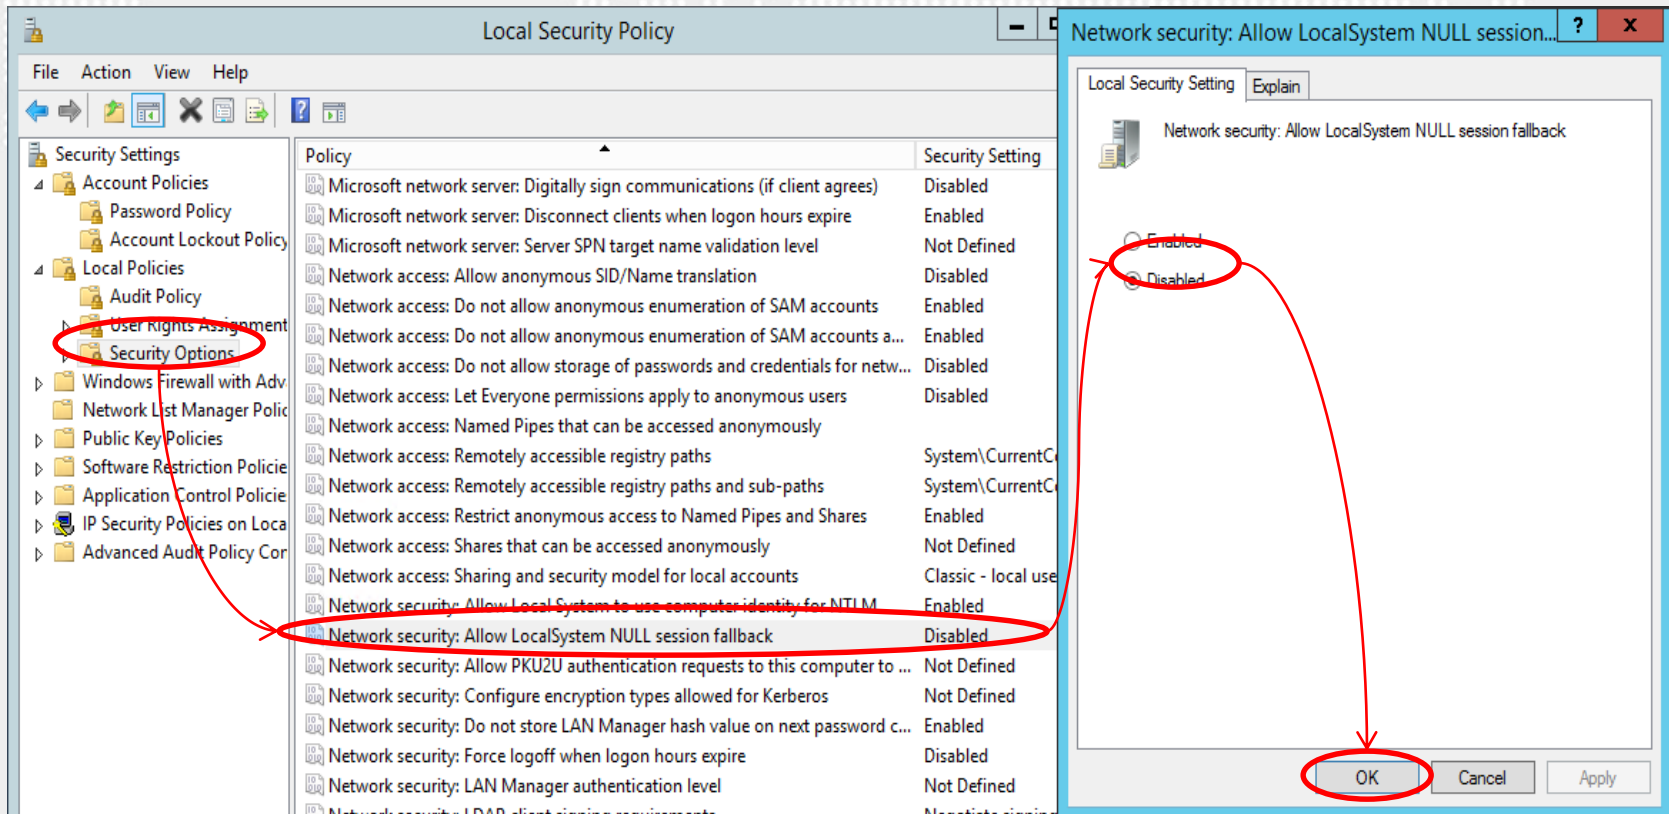 Local Security Policy
File Action View Help
Security Settings
Account Policies
Password Policy
Account Lockout Policy
Local Policies
Audit Policy
User Rights Assignment
Security Options
Windows Firewall with Adv
Network List Manager Polic
Public Key Policies
Software Restriction Policie
Application Control Policie
IP Security Policies on Loca
Advanced Audit Policy Cor
Policy Security Setting
Microsoft network server: Digitally sign communications (if client agrees) Disabled
Microsoft network server: Disconnect clients when logon hours expire Enabled
Microsoft network server: Server SPN target name validation level Not Defined
Network access: Allow anonymous SID/Name translation Disabled
Network access: Do not allow anonymous enumeration of SAM accounts Enabled
Network access: Do not allow anonymous enumeration of SAM accounts a... Enabled
Network access: Do not allow storage of passwords and credentials for netw... Disabled
Network access: Let Everyone permissions apply to anonymous users Disabled
Network access: Named Pipes that can be accessed anonymously
Network access: Remotely accessible registry paths System\CurrentC
Network access: Remotely accessible registry paths and sub-paths System\CurrentC
Network access: Restrict anonymous access to Named Pipes and Shares Enabled
Network access: Shares that can be accessed anonymously Not Defined
Network access: Sharing and security model for local accounts Classic - local use
Network security: Allow Local System to use computer identity for NTLM Enabled
Network security: Allow LocalSystem NULL session fallback Disabled
Network security: Allow PKU2U authentication requests to this computer to ... Not Defined
Network security: Configure encryption types allowed for Kerberos Not Defined
Network security: Do not store LAN Manager hash value on next password c... Enabled
Network security: Force logoff when logon hours expire Disabled
Network security: LAN Manager authentication level Not Defined
Network security: LDAP client signing requirements Negotiate signing
Network security: Allow LocalSystem NULL session... ? X
Local Security Setting Explain
Network security: Allow LocalSystem NULL session fallback
Enabled
Disabled
OK Cancel Apply